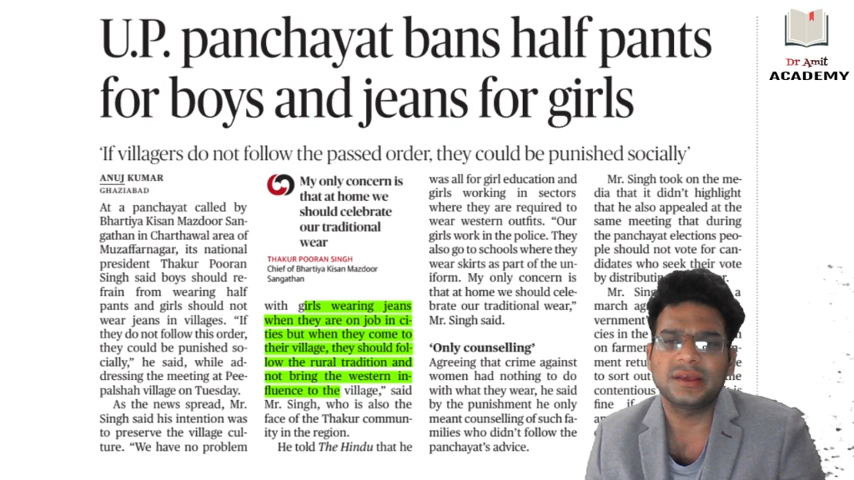 U.P. panchayat bans half pants
for boys and jeans for girls
‘If villagers do not follow the passed order, they could be punished socially’
ANUJ KUMAR
GHAZIABAD
At a panchayat called by
Bhartiya Kisan Mazdoor San-
gathan in Charthawal area of
Muzaffarnagar, its national
president Thakur Pooran
Singh said boys should re-
frain from wearing half
pants and girls should not
wear jeans in villages. “If
they do not follow this order,
they could be punished so-
cially,” he said, while ad-
dressing the meeting at Pee-
palshah village on Tuesday.
As the news spread, Mr.
Singh said his intention was
to preserve the village cul-
ture. “We have no problem
My only concern is
that at home we
should celebrate
our traditional
wear
THAKUR POORAN SINGH
Chief of Bhartiya Kisan Mazdoor
Sangathan
with girls wearing jeans
when they are on job in ci-
ties but when they come to
their village, they should fol-
low the rural tradition and
not bring the western in-
fluence to the village,” said
Mr. Singh, who is also the
face of the Thakur commun-
ity in the region.
He told The Hindu that he
was all for girl education and
girls working in sectors
where they are required to
wear western outfits. “Our
girls work in the police. They
also go to schools where they
wear skirts as part of the un-
iform. My only concern is
that at home we should cele-
brate our traditional wear,”
Mr. Singh said.
‘Only counselling’
Agreeing that crime against
women had nothing to do
with what they wear, he said
by the punishment he only
meant counselling of such fa-
milies who didn’t follow the
panchayat’s advice.
Mr. Singh took on the me-
dia that it didn’t highlight
that he also appealed at the
same meeting that during
the panchayat elections peo-
ple should not vote for can-
didates who seek their vote
by
Mr. a
march
cies in the
on
ment
to sort out the
contentious
fine if
Dr Amit
ACADEMY